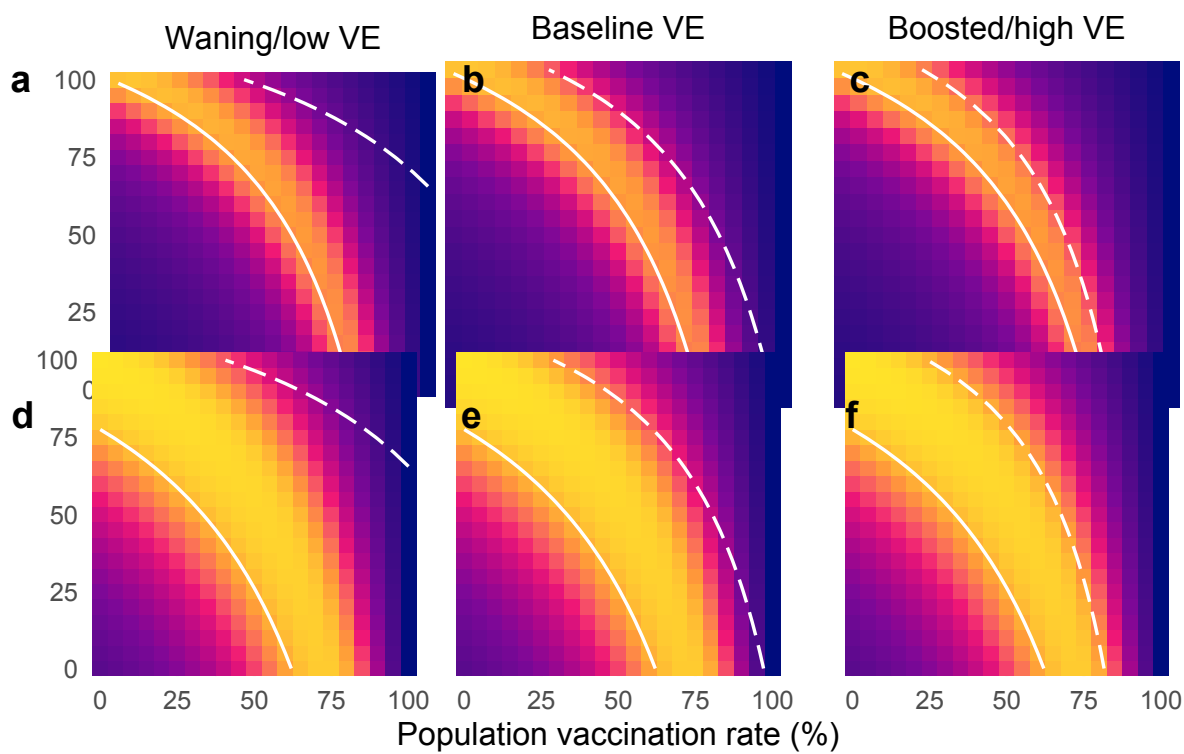 Waning/low VE Baseline VE Boosted/high VE
a b c
100
75
50
25
0
d e f
100
75
50
25
0
0 25 50 75 100 0 25 50 75 100 0 25 50 75 100
Population vaccination rate (%)